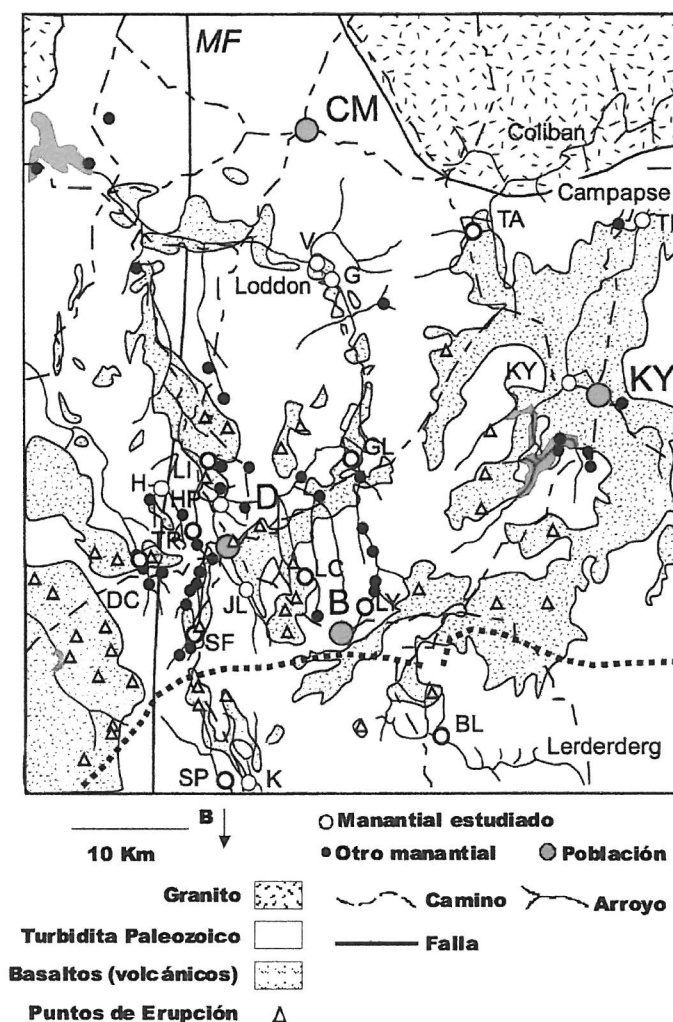 MF
CM
Coliban
Campapse
TA
V
Loddon
G
KY
KY
GL
LI
H
HP
D
TR
LC
DC
JL
B
LY
SF
BL
Lerderderg
SP
K
B
10 Km
Manantial estudiado
Otro manantial
Población
Granito
Camino
Arroyo
Turbidita Paleozoico
Falla
Basaltos (volcánicos)
Puntos de Erupción